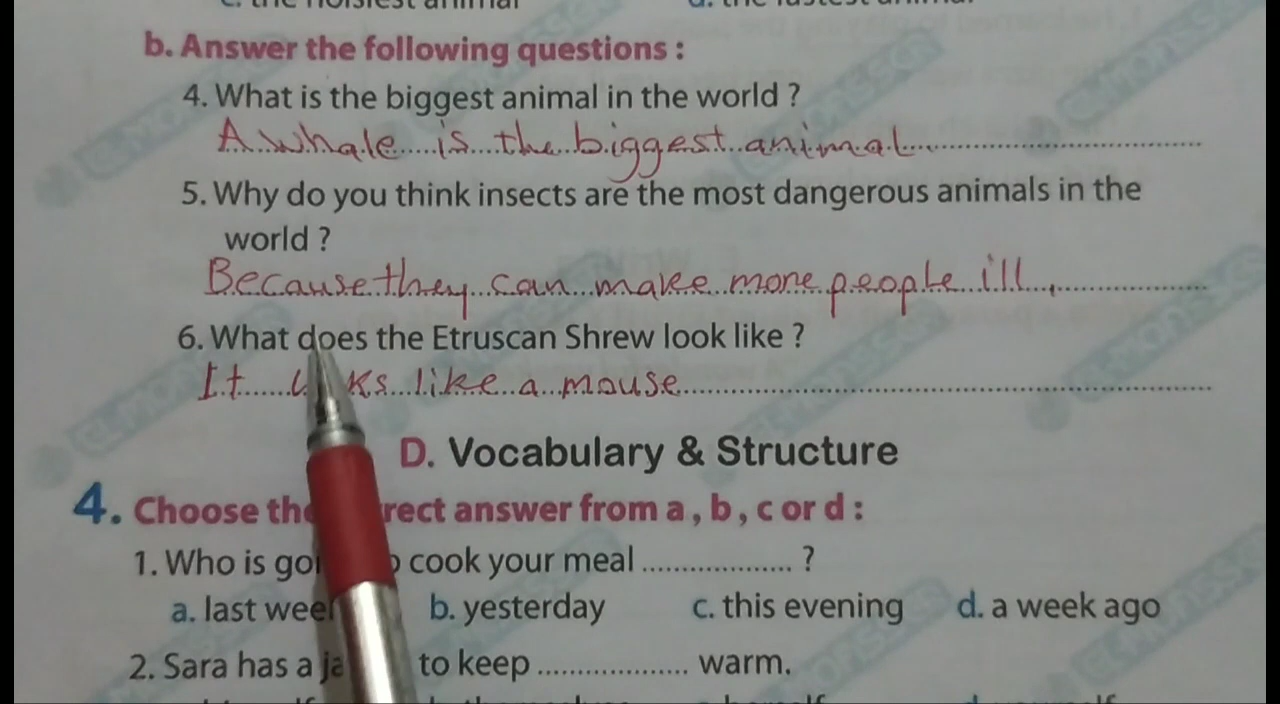 b. Answer the following questions :
4. What is the biggest animal in the world ?
A whale is the biggest animal
5. Why do you think insects are the most dangerous animals in the
world ?
Because they can make more people ill.
6. What does the Etruscan Shrew look like ?
It ks like a mouse
D. Vocabulary & Structure
4. Choose the rect answer from a , b , c or d :
1. Who is goi cook your meal .................. ?
a. last wee b. yesterday c. this evening d. a week ago
2. Sara has a ja to keep .................. warm.